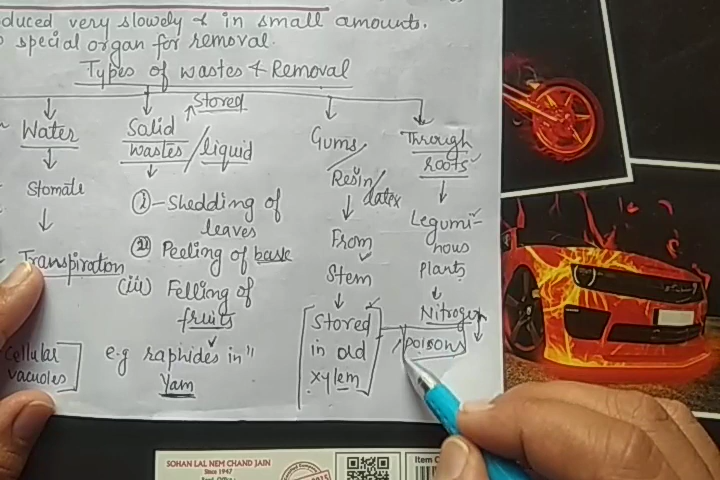 oduced very slowely & in small amounts.
special organ for removal.
Types of wastes & Removal
Stored
Water
Stomate
Transpiration
Cellular
vacuoles
Salid
wastes / liquid
(i) - Shedding of
leaves
(ii) Peeling of bark
(iii) Felling of
fruits
e.g raphides in"
Yam
Gums
Resin / latex
From
Stem
Stored
in old
xylem
Through
roots
Legumi-
nous
Plants
Nitrogen
poisons
SOHAN LAL NEM CHAND JAIN
Since 1947
Item C